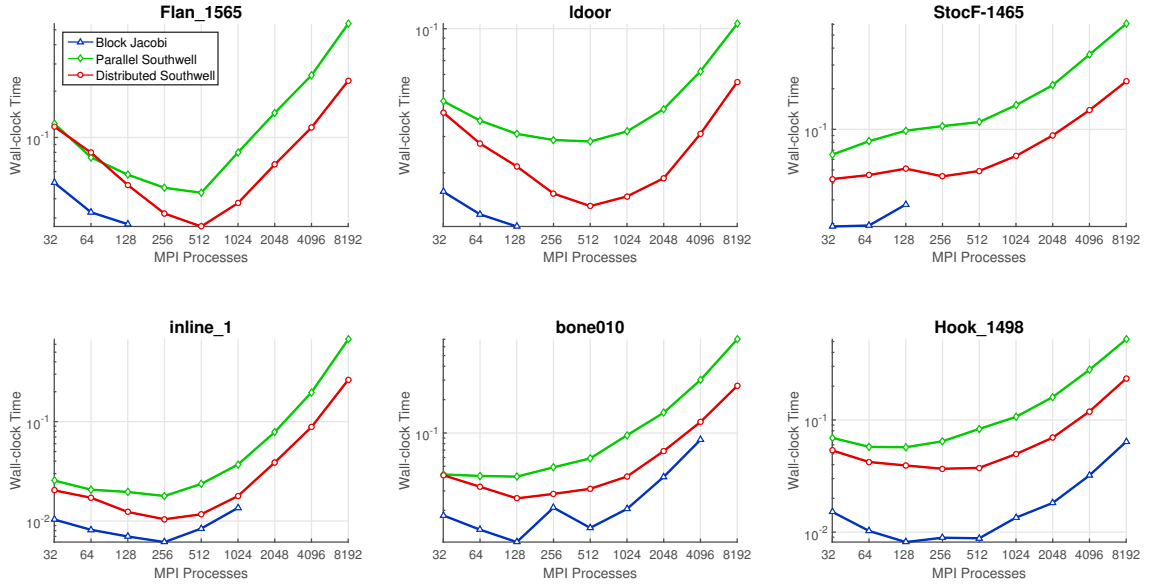 Flan_1565
Wall-clock Time
10^-1
Block Jacobi
Parallel Southwell
Distributed Southwell
32 64 128 256 512 1024 2048 4096 8192
MPI Processes
ldoor
Wall-clock Time
10^-1
32 64 128 256 512 1024 2048 4096 8192
MPI Processes
StocF-1465
Wall-clock Time
10^-1
32 64 128 256 512 1024 2048 4096 8192
MPI Processes
inline_1
Wall-clock Time
10^-1
10^-2
32 64 128 256 512 1024 2048 4096 8192
MPI Processes
bone010
Wall-clock Time
10^-1
32 64 128 256 512 1024 2048 4096 8192
MPI Processes
Hook_1498
Wall-clock Time
10^-1
10^-2
32 64 128 256 512 1024 2048 4096 8192
MPI Processes